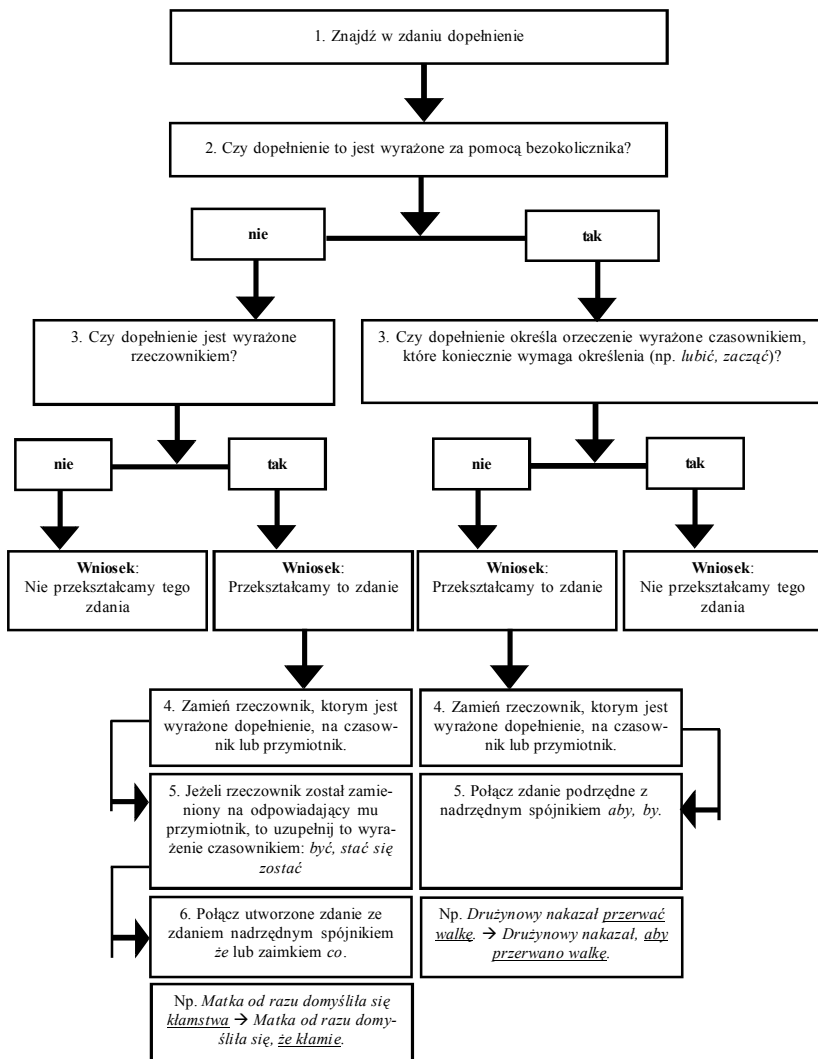 1. Znajdź w zdaniu dopełnienie
2. Czy dopełnienie to jest wyrażone za pomocą bezokolicznika?
nie
tak
3. Czy dopełnienie jest wyrażone
rzeczownikiem?
3. Czy dopełnienie określa orzeczenie wyrażone czasownikiem,
które koniecznie wymaga określenia (np. lubić, zacząć)?
nie
tak
nie
tak
Wniosek:
Nie przekształcamy tego
zdania
Wniosek:
Przekształcamy to zdanie
Wniosek:
Przekształcamy to zdanie
Wniosek:
Nie przekształcamy tego
zdania
4. Zamień rzeczownik, ktorym jest
wyrażone dopełnienie, na czasow-
nik lub przymiotnik.
4. Zamień rzeczownik, ktorym jest
wyrażone dopełnienie, na czasow-
nik lub przymiotnik.
5. Jeżeli rzeczownik został zamie-
niony na odpowiadający mu
przymiotnik, to uzupełnij to wyra-
żenie czasownikiem: być, stać się
zostać
5. Połącz zdanie podrzędne z
nadrzędnym spójnikiem aby, by.
6. Połącz utworzone zdanie ze
zdaniem nadrzędnym spójnikiem
że lub zaimkiem co.
Np. Drużynowy nakazał przerwać
walkę. → Drużynowy nakazał, aby
przerwano walkę.
Np. Matka od razu domyśliła się
kłamstwa → Matka od razu domy-
śliła się, że kłamie.